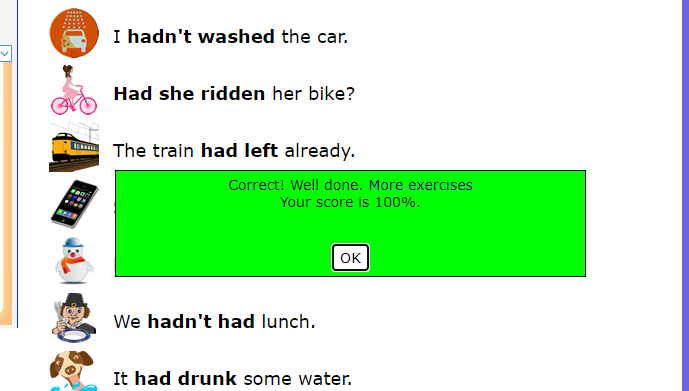 I hadn't washed the car.
Had she ridden her bike?
The train had left already.
Correct! Well done. More exercises
Your score is 100%.
OK
We hadn't had lunch.
It had drunk some water.